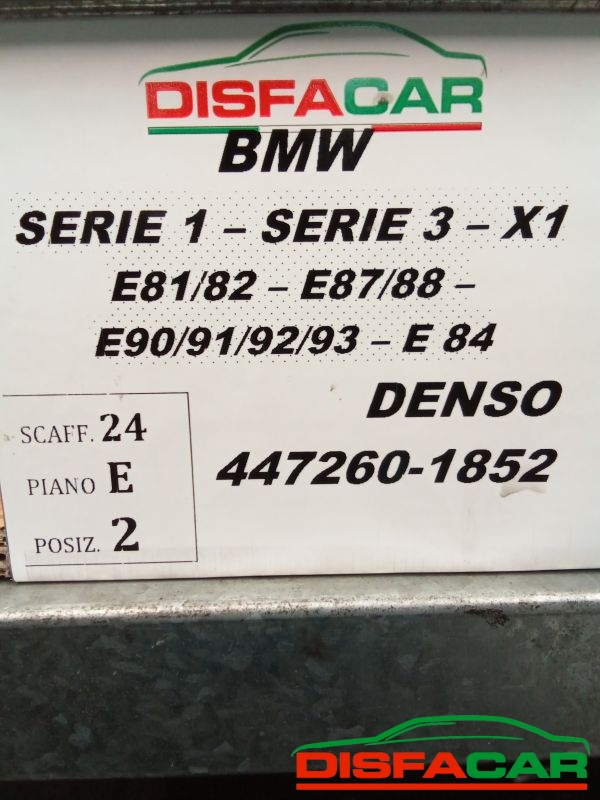 DISFACAR
BMW
SERIE 1 – SERIE 3 – X1
E81/82 – E87/88 –
E90/91/92/93 – E 84
DENSO
447260-1852
SCAFF. 24
PIANO E
POSIZ. 2
DISFACAR